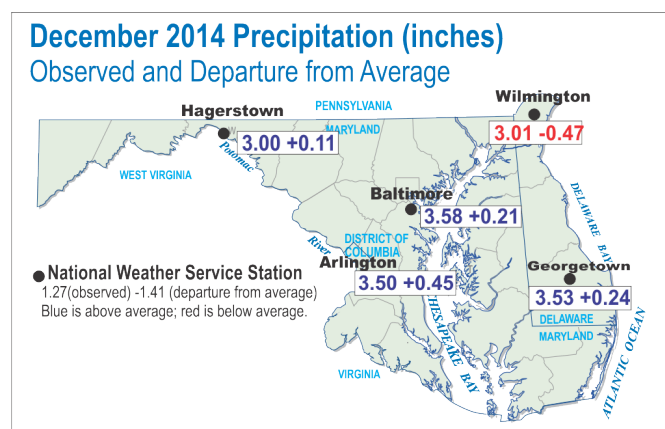 December 2014 Precipitation (inches)
Observed and Departure from Average
Wilmington
PENNSYLVANIA
Hagerstown
MARYLAND
3.01 -0.47
3.00 +0.11
Potomac
WEST VIRGINIA
DELAWARE BAY
Baltimore
3.58 +0.21
River
DISTRICT OF
COLUMBIA
Arlington
Georgetown
National Weather Service Station
3.50 +0.45
1.27(observed) -1.41 (departure from average)
3.53 +0.24
Blue is above average; red is below average.
CHESAPEAKE BAY
DELAWARE
MARYLAND
ATLANTIC OCEAN
VIRGINIA